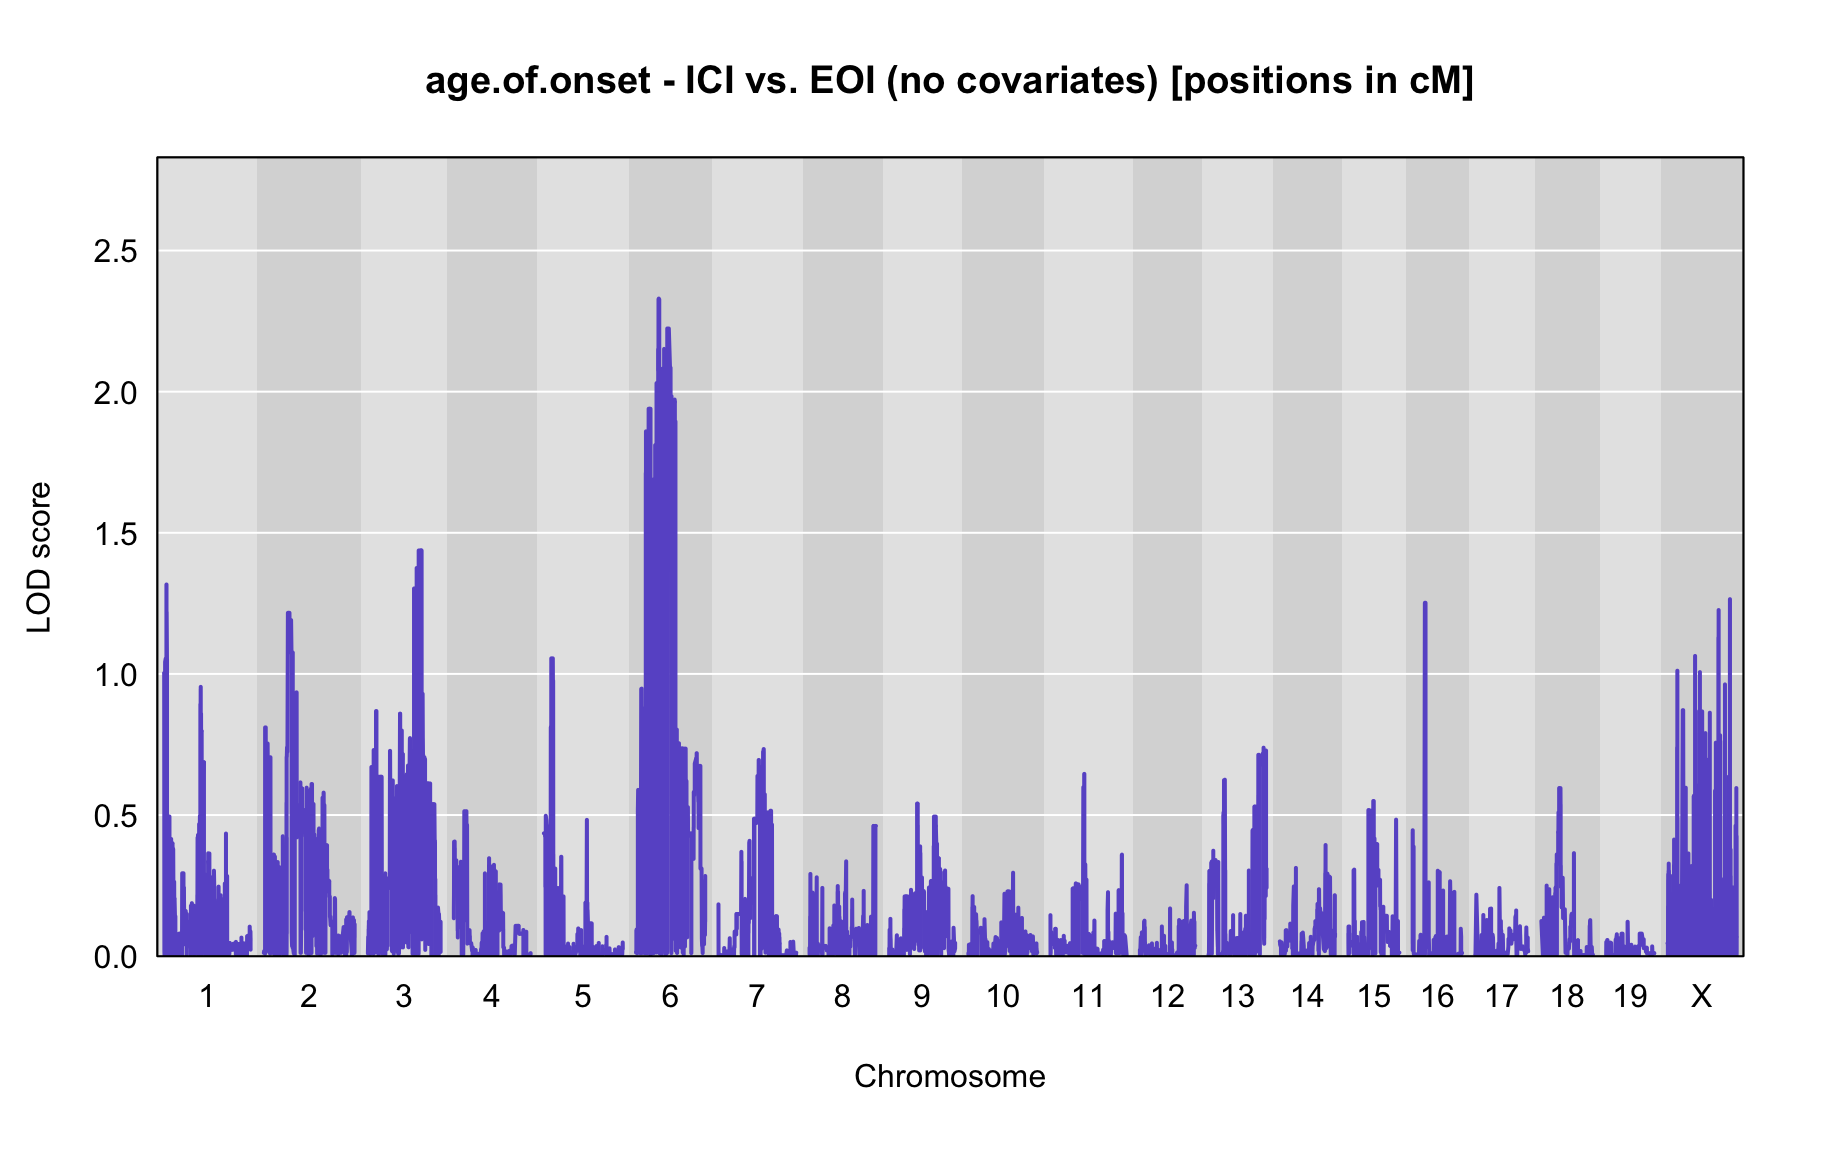 age.of.onset - ICI vs. EOI (no covariates) [positions in cM]
LOD score
2.5
2.0
1.5
1.0
0.5
0.0
1 2 3 4 5 6 7 8 9 10 11 12 13 14 15 16 17 18 19 X
Chromosome